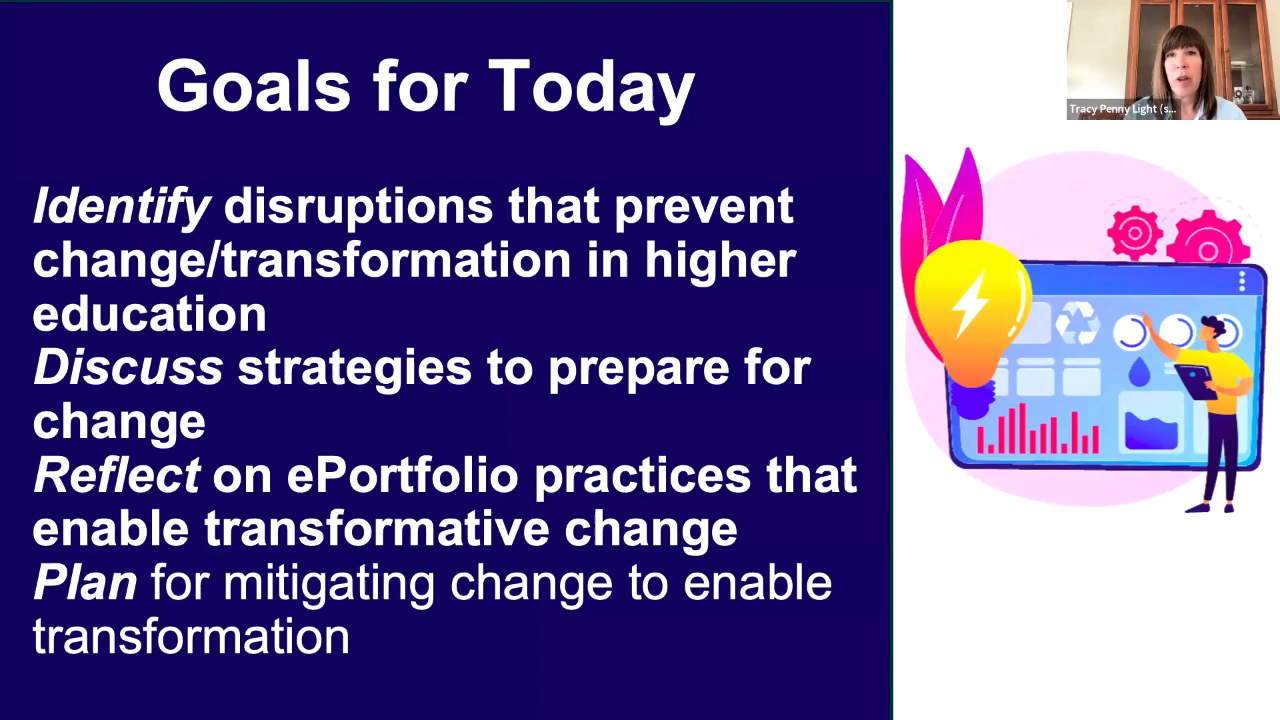 Goals for Today
Identify disruptions that prevent
change/transformation in higher
education
Discuss strategies to prepare for
change
Reflect on ePortfolio practices that
enable transformative change
Plan for mitigating change to enable
transformation
Tracy Penny Light (s...